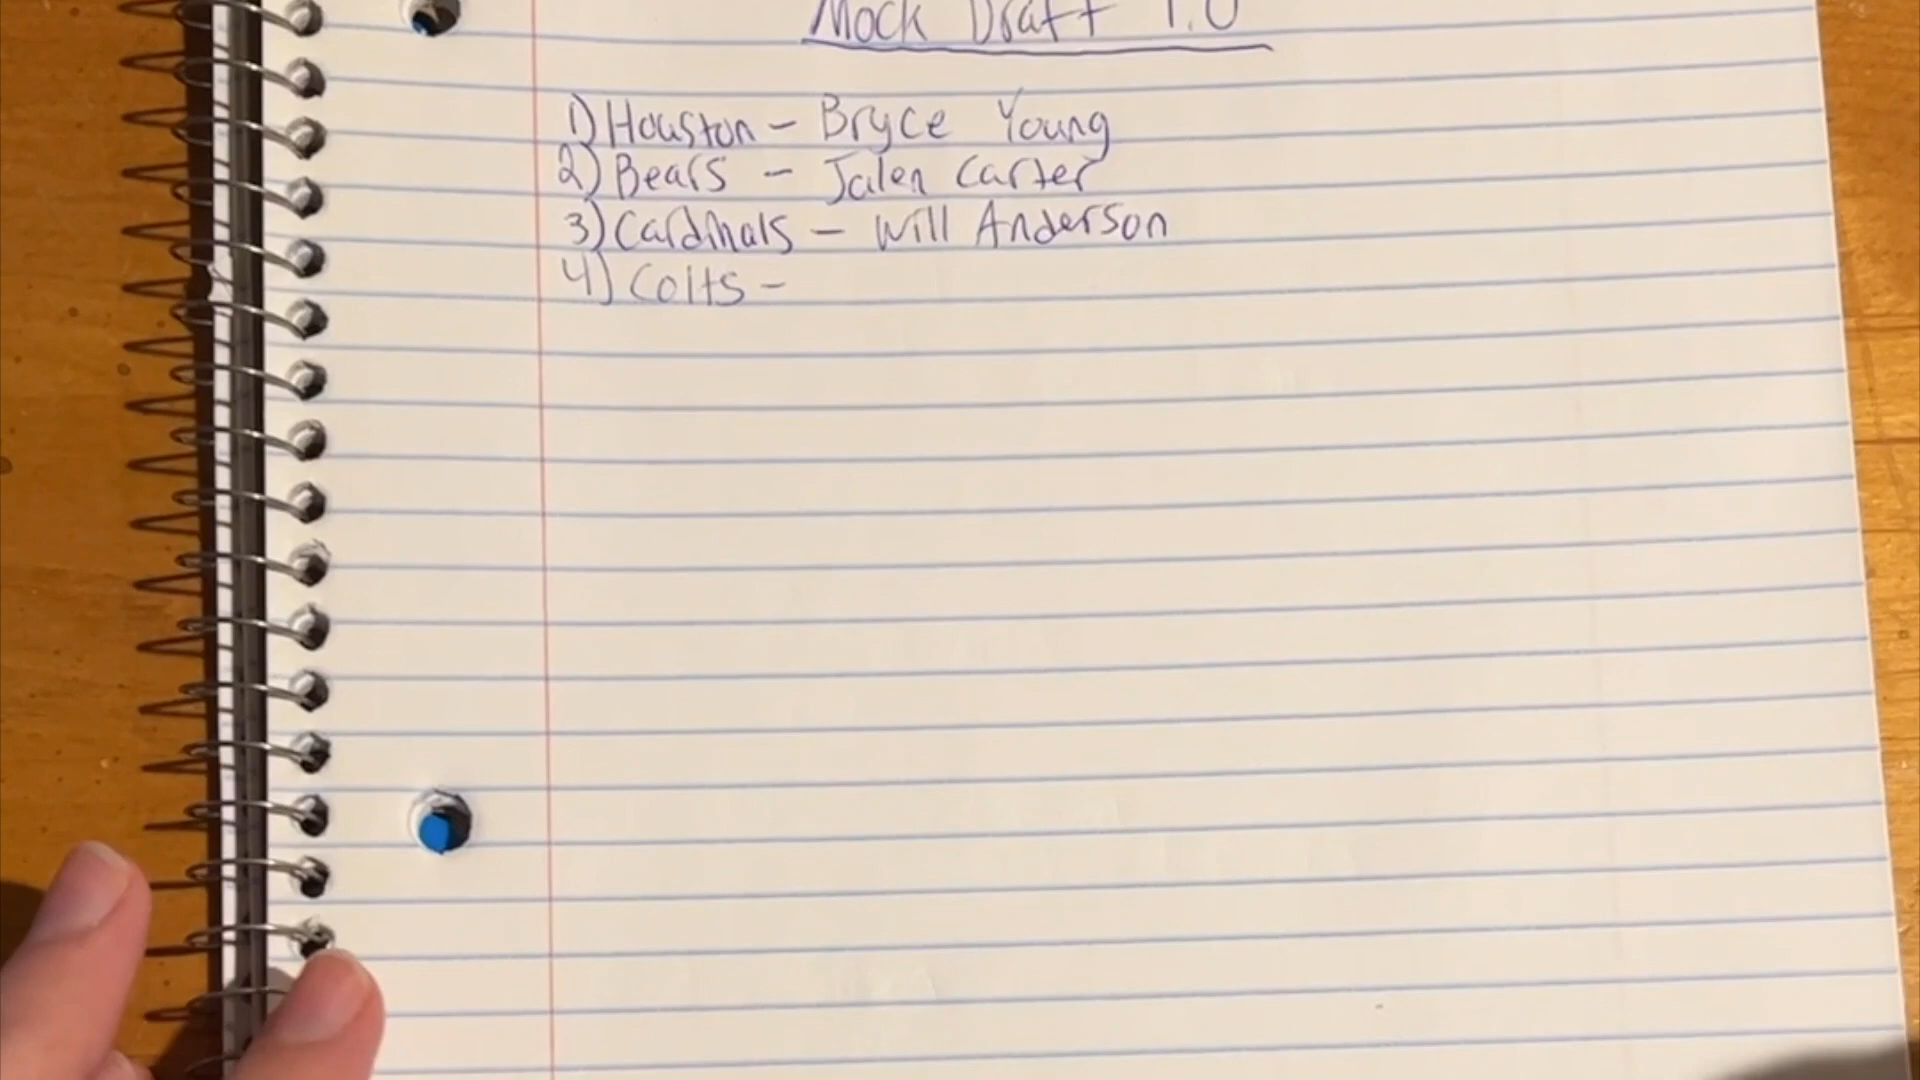 Mock Draft 1.0
1) Houston - Bryce Young
2) Bears - Jalen Carter
3) Cardinals - Will Anderson
4) Colts -